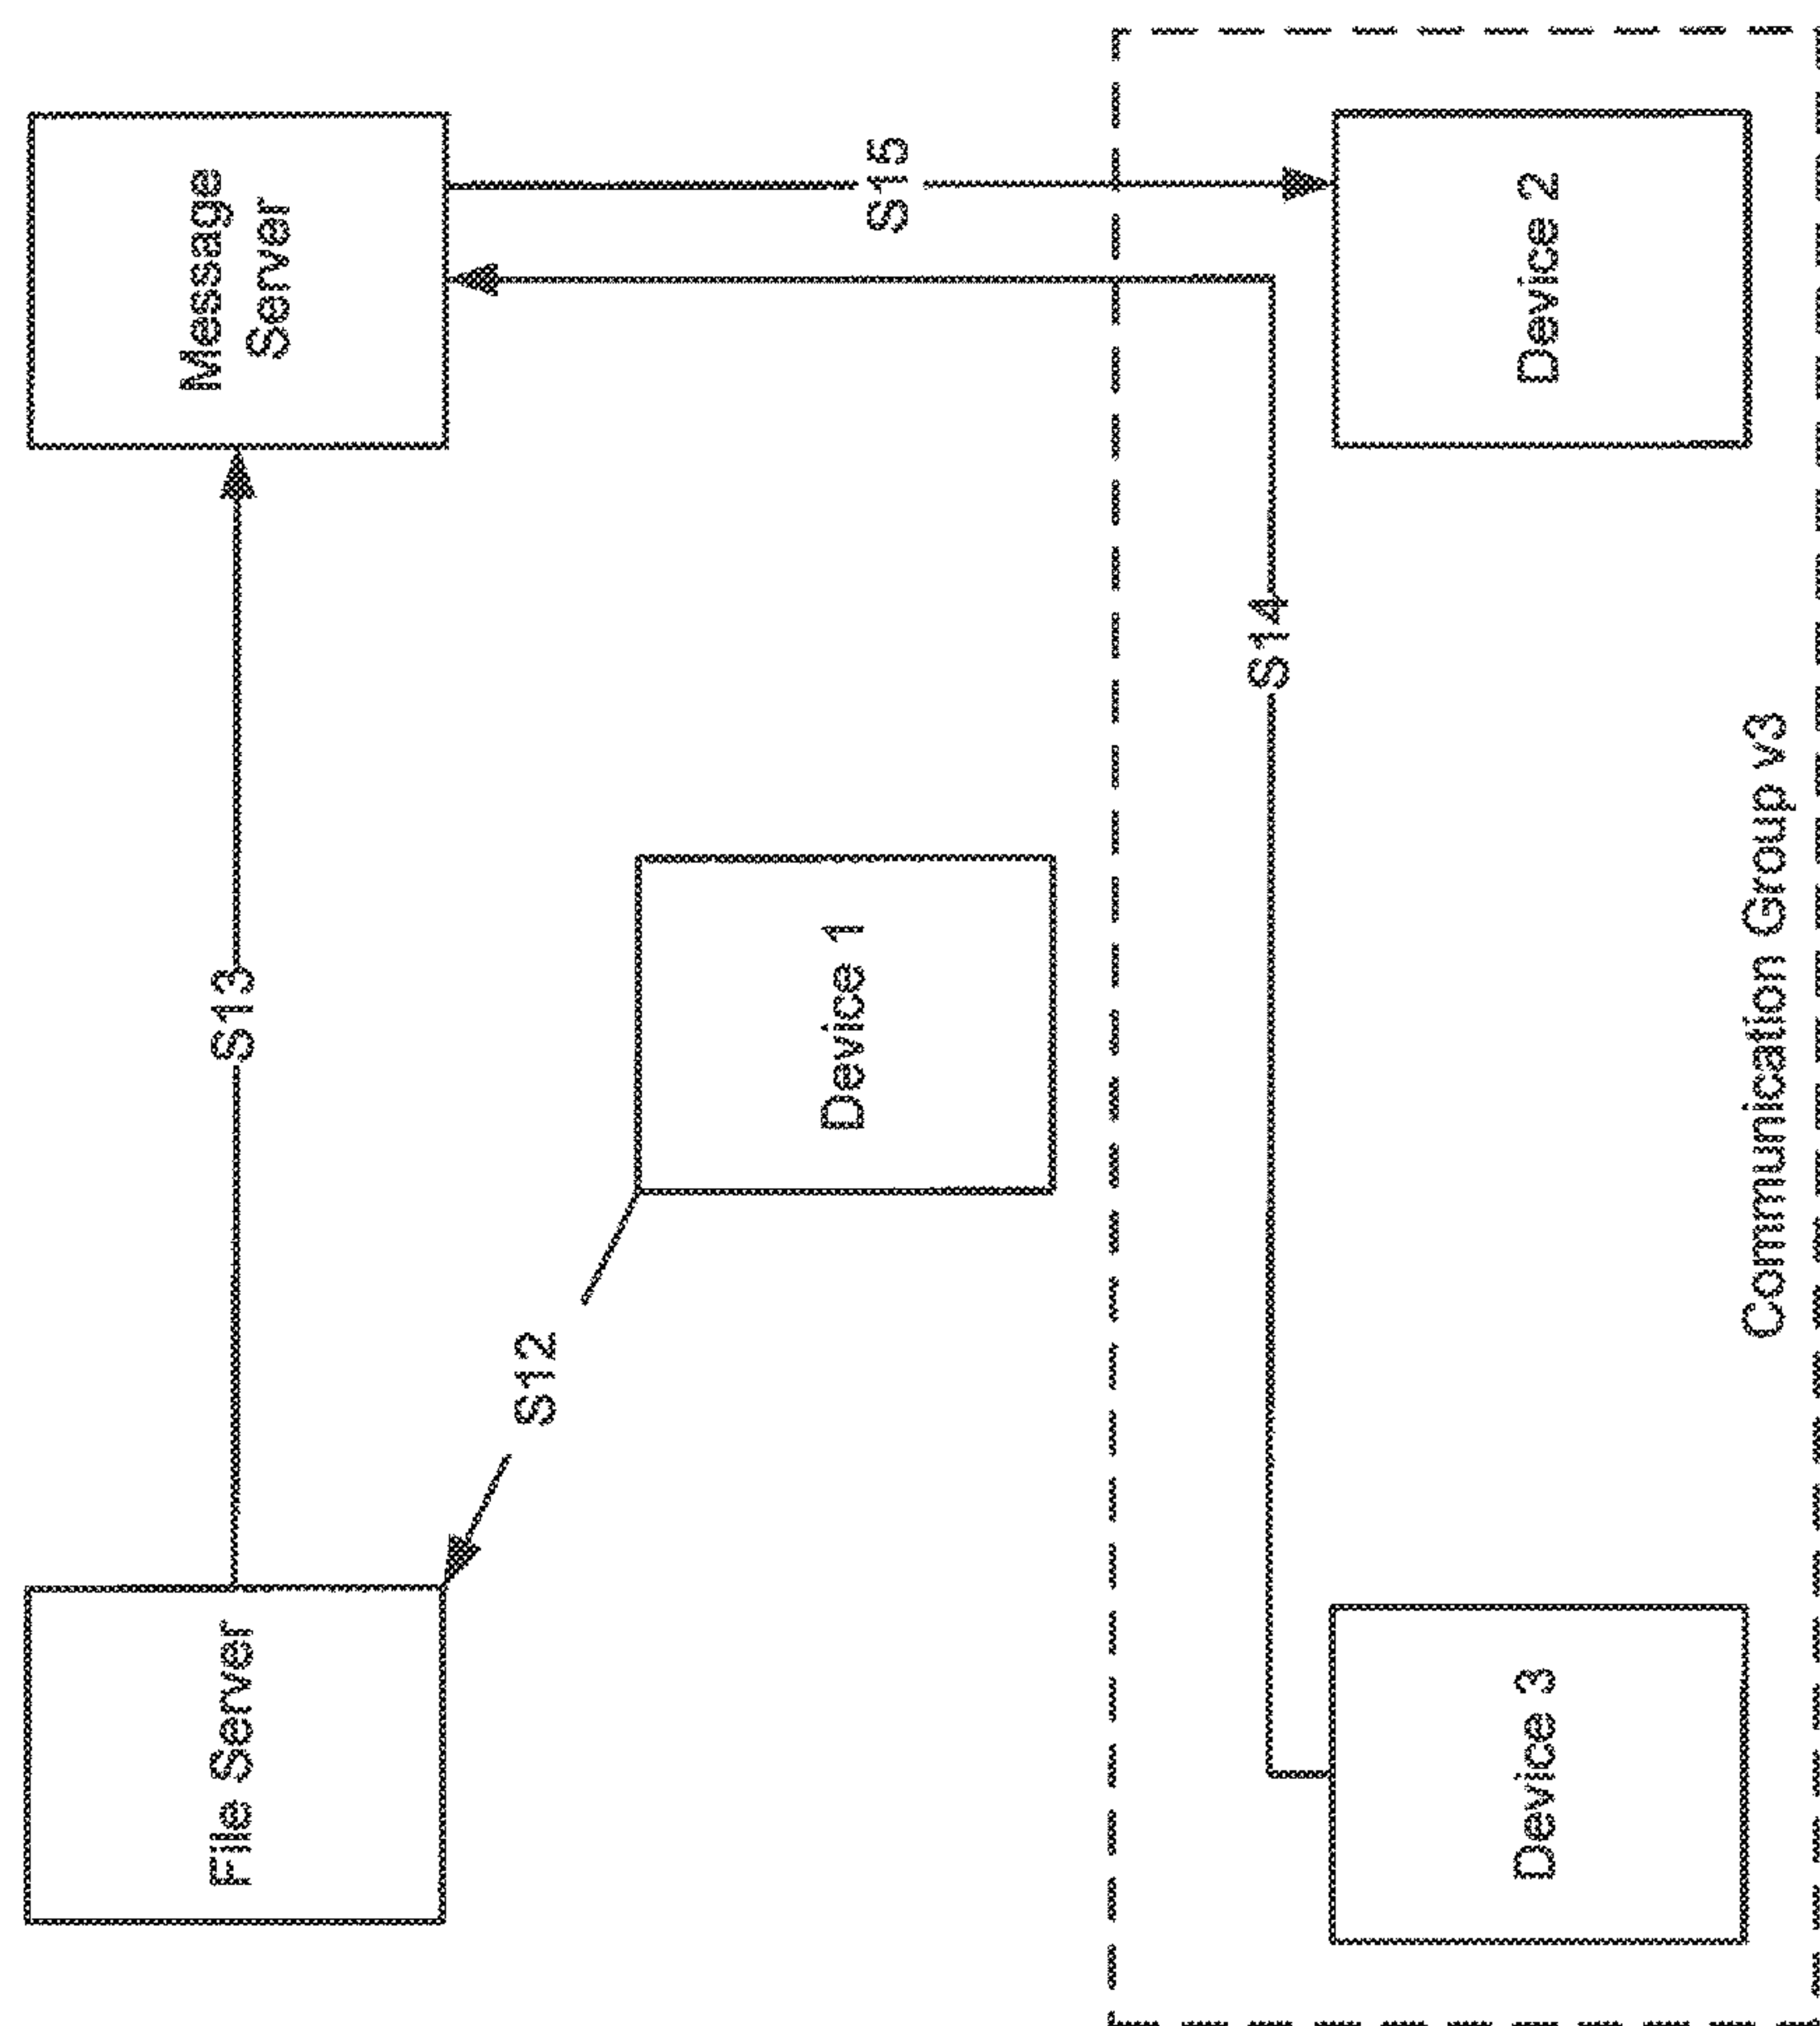 File Server
S13
Message
Server
S12
Device 1
S15
S14
Device 3
Device 2
Communication Group v3